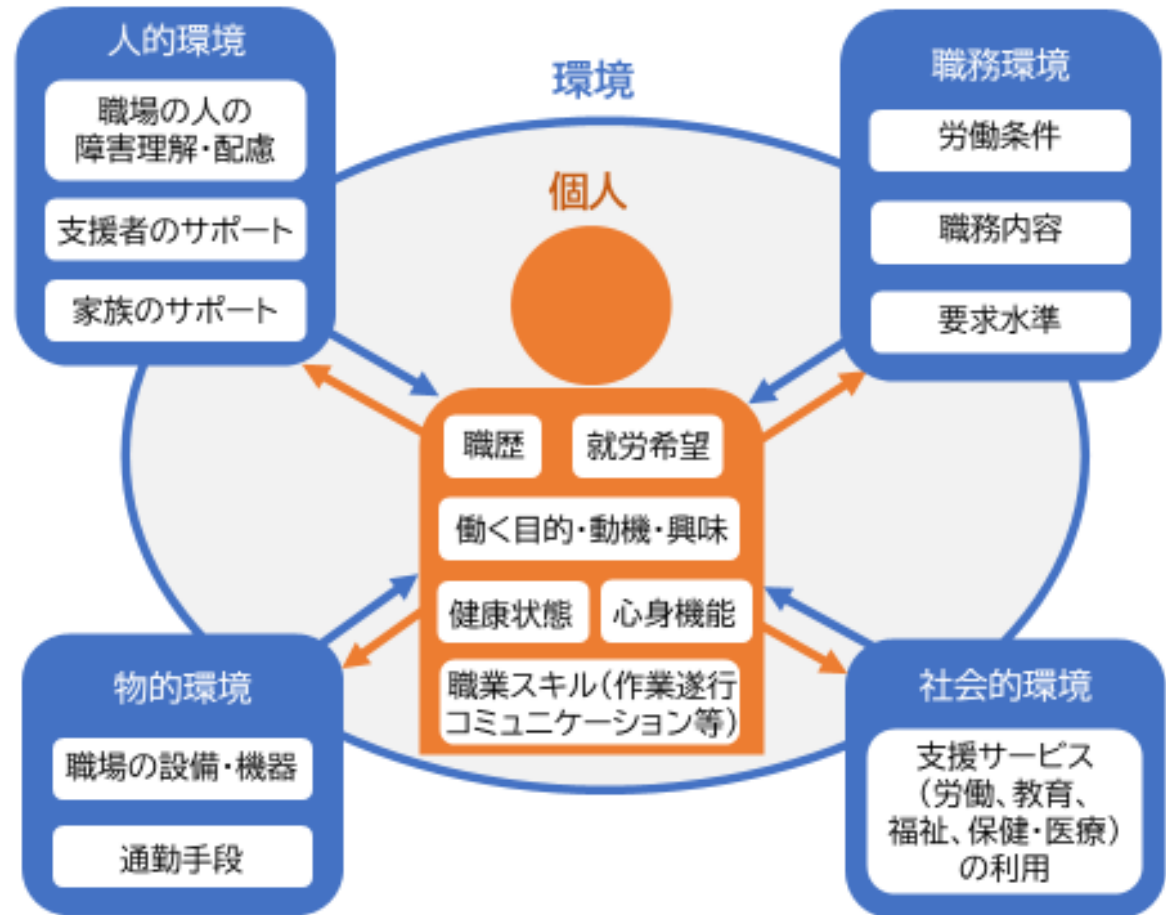 環境
人的環境
職場の人の
障害理解・配慮
支援者のサポート
家族のサポート
職務環境
労働条件
職務内容
要求水準
個人
職歴
就労希望
働く目的・動機・興味
健康状態
心身機能
職業スキル(作業遂行
コミュニケーション等)
物的環境
職場の設備・機器
通勤手段
社会的環境
支援サービス
(労働、教育、
福祉、保健・医療)
の利用